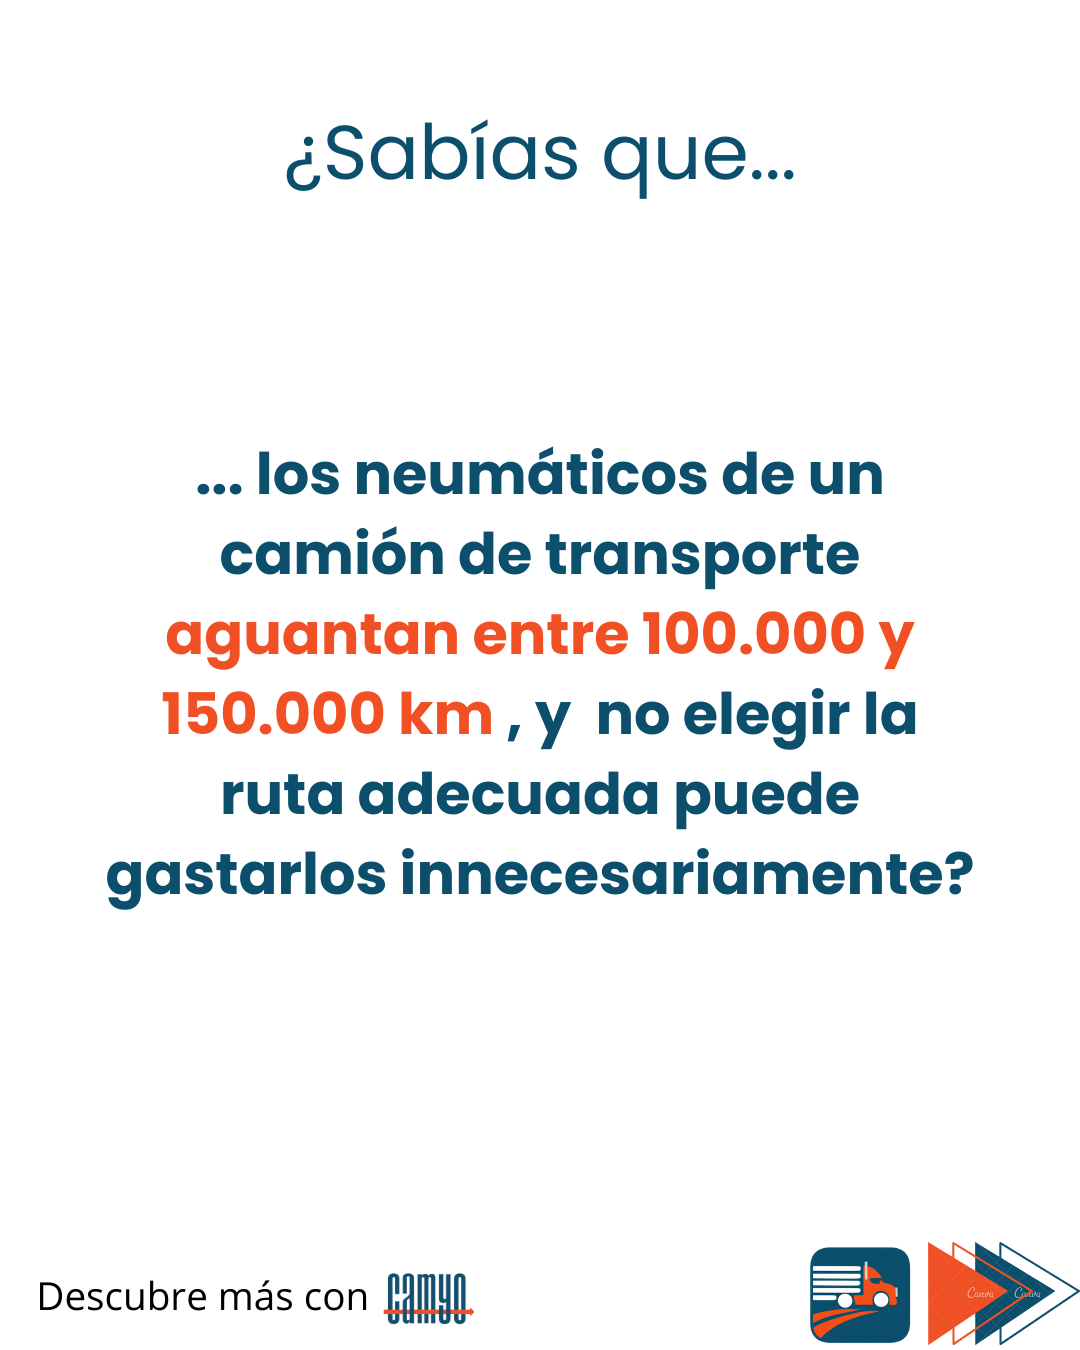 ¿Sabías que...
... los neumáticos de un
camión de transporte
aguantan entre 100.000 y
150.000 km , y  no elegir la
ruta adecuada puede
gastarlos innecesariamente?
Descubre más con camyo
Canva Canva